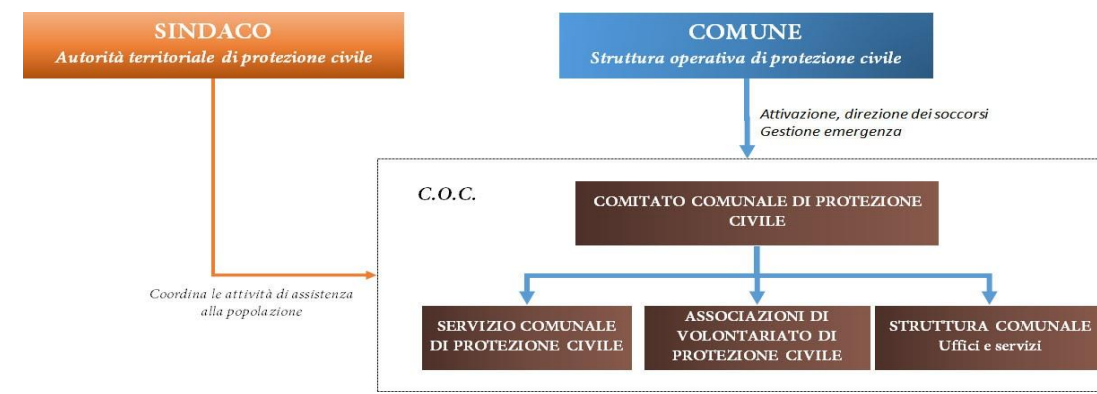 SINDACO
Autorità territoriale di protezione civile
COMUNE
Struttura operativa di protezione civile
Attivazione, direzione dei soccorsi
Gestione emergenza
C.O.C.
COMITATO COMUNALE DI PROTEZIONE
CIVILE
Coordina le attività di assistenza
alla popolazione
SERVIZIO COMUNALE
DI PROTEZIONE CIVILE
ASSOCIAZIONI DI
VOLONTARIATO DI
PROTEZIONE CIVILE
STRUTTURA COMUNALE
Uffici e servizi